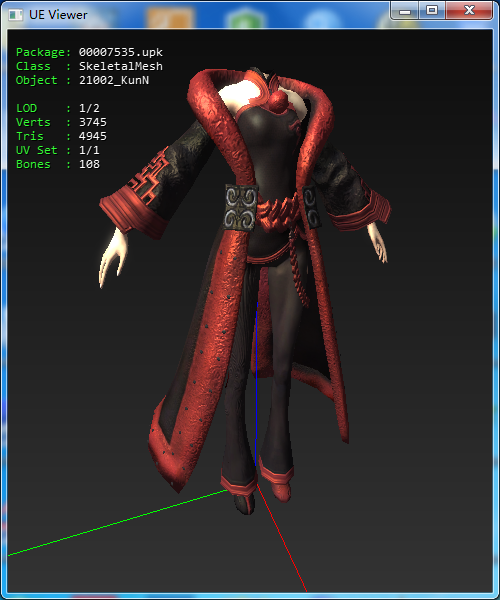 UE Viewer
Package: 00007535.upk
Class : SkeletalMesh
Object : 21002_KunN
LOD : 1/2
Verts : 3745
Tris : 4945
UV Set : 1/1
Bones : 108